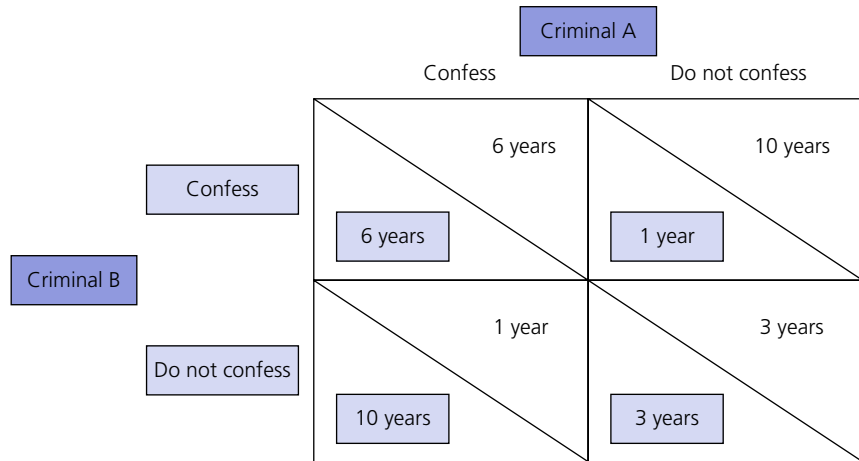 Criminal A
Confess
Do not confess
6 years
10 years
Confess
6 years
1 year
Criminal B
1 year
3 years
Do not confess
10 years
3 years